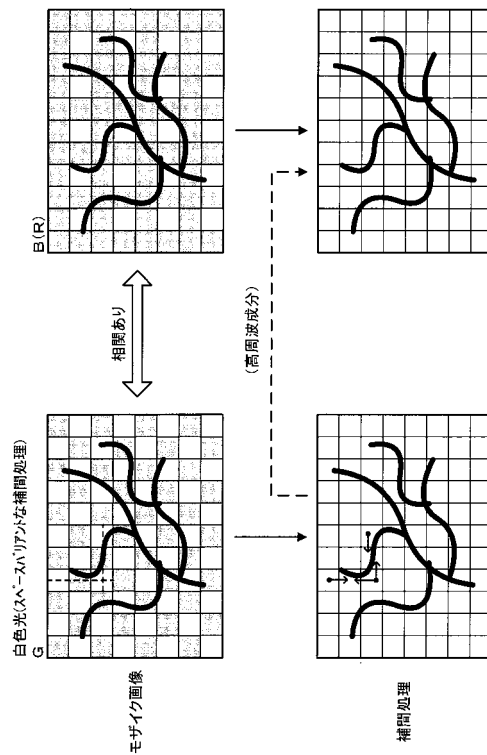 白色光(スペースバリアントな補間処理)
G
B(R)
モザイク画像
相関あり
(高周波成分)
補間処理